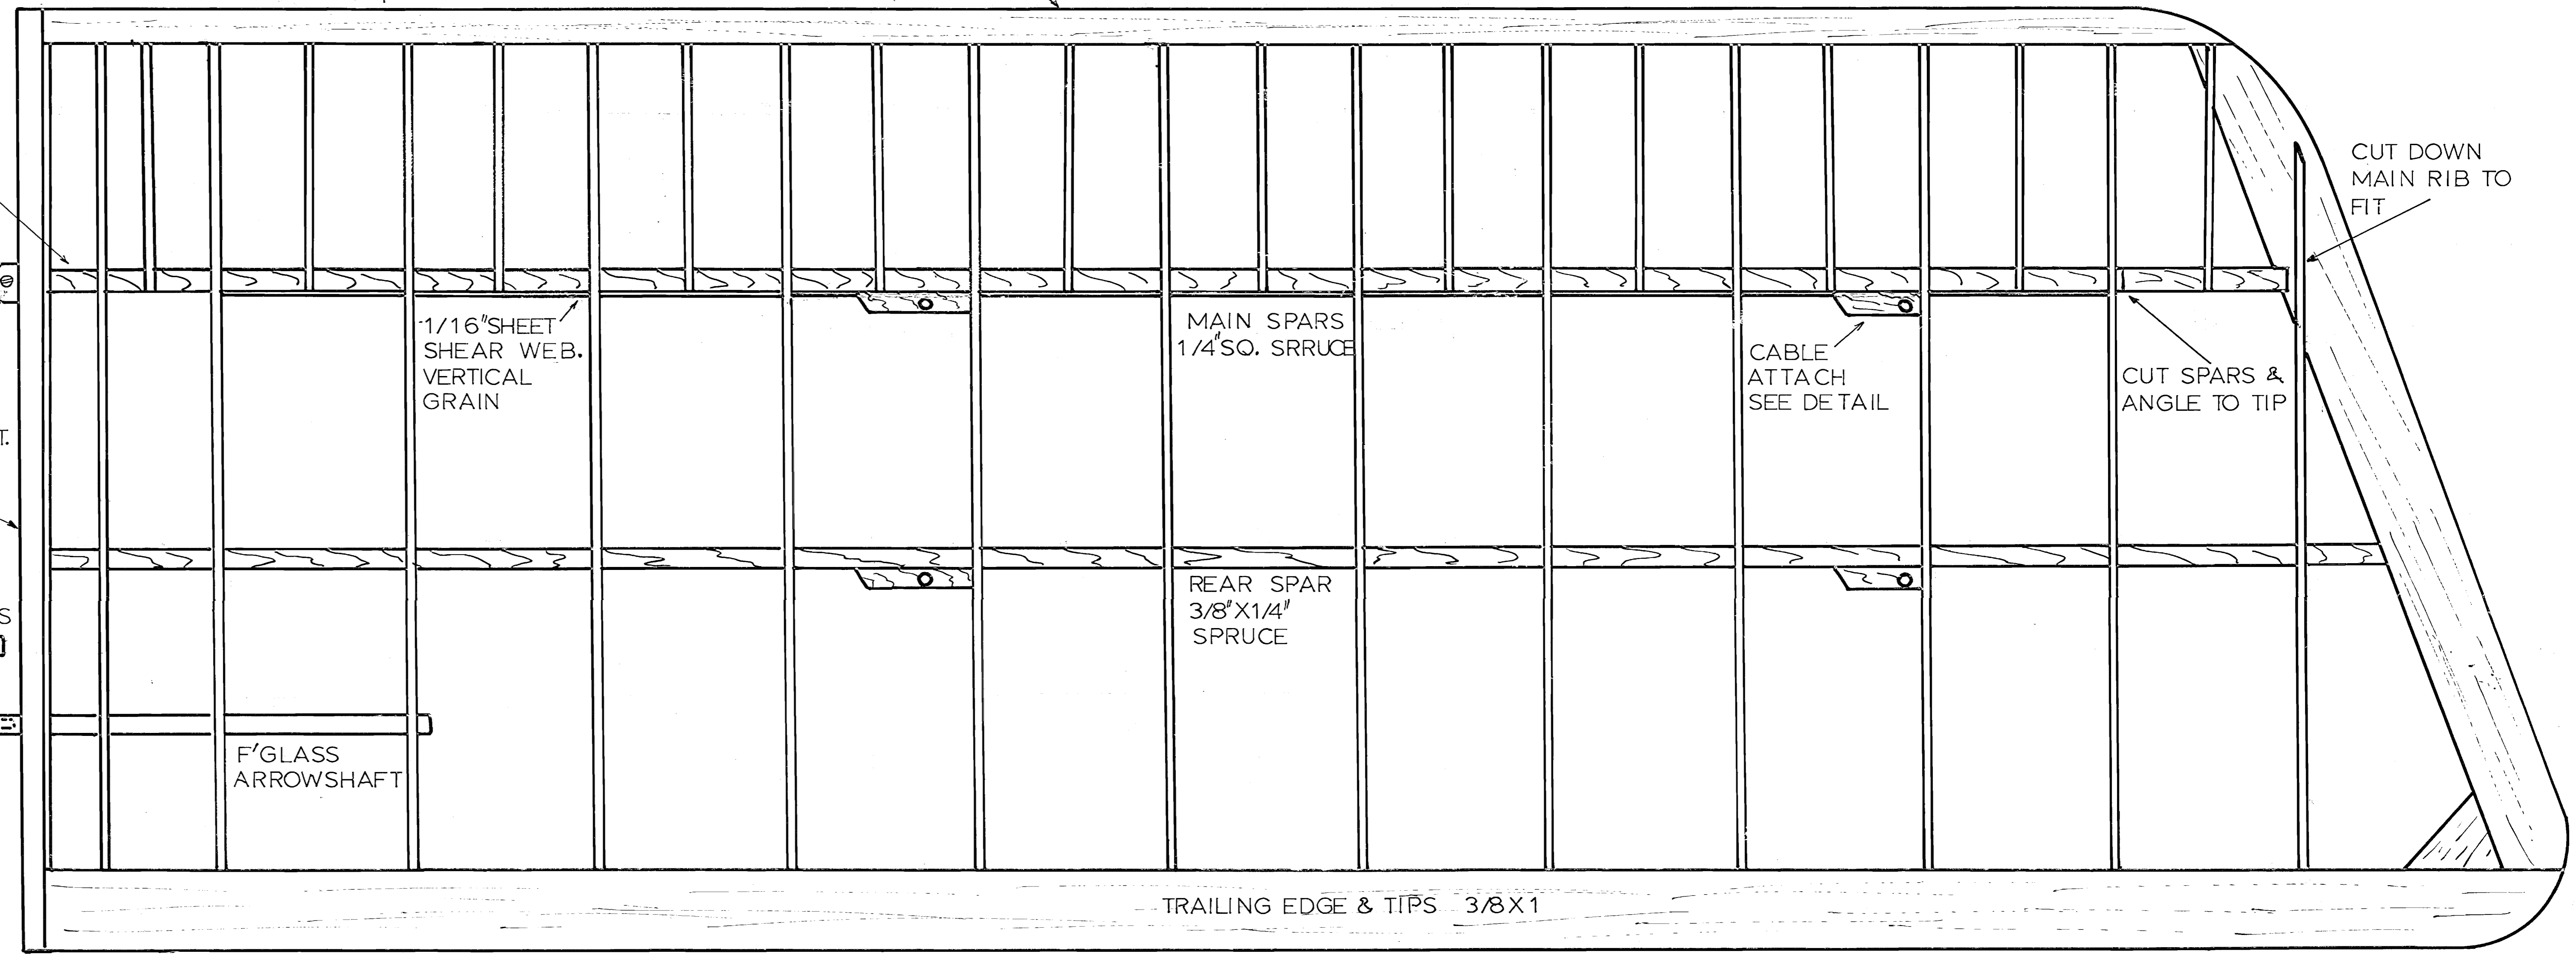 CUT DOWN
MAIN RIB TO
FIT
1/16"SHEET
SHEAR WEB.
VERTICAL
GRAIN
MAIN SPARS
1/4"SQ. SRRUCE
CABLE
ATTACH
SEE DETAIL
CUT SPARS &
ANGLE TO TIP
T.
REAR SPAR
3/8"X1/4"
SPRUCE
S
F'GLASS
ARROWSHAFT
TRAILING EDGE & TIPS 3/8X1